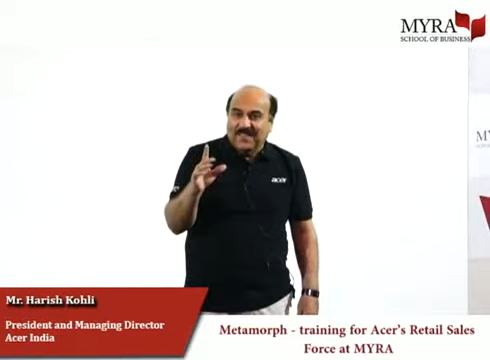 MYRA
SCHOOL OF BUSINESS
MY
acer
Mr. Harish Kohli
President and Managing Director
Acer India
Metamorph - training for Acer's Retail Sales
Force at MYRA